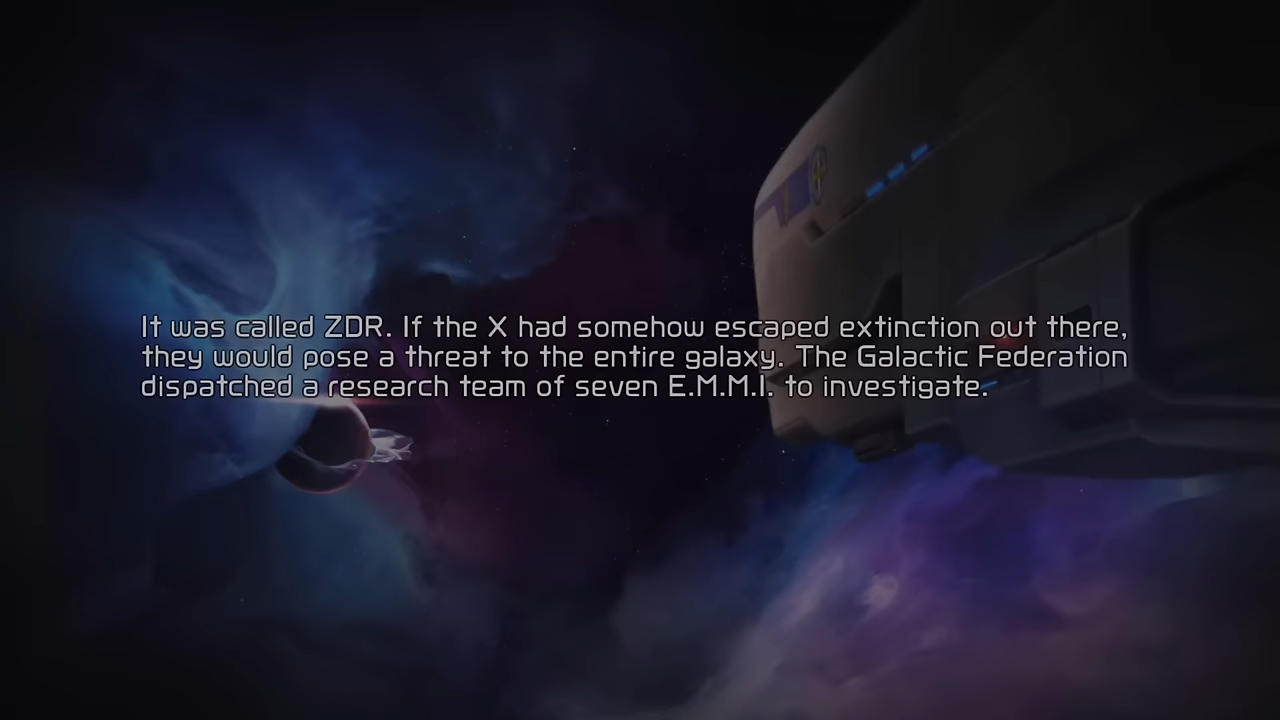 It was called ZDR. If the X had somehow escaped extinction out there,
they would pose a threat to the entire galaxy. The Galactic Federation
dispatched a research team of seven E.M.M.I. to investigate.